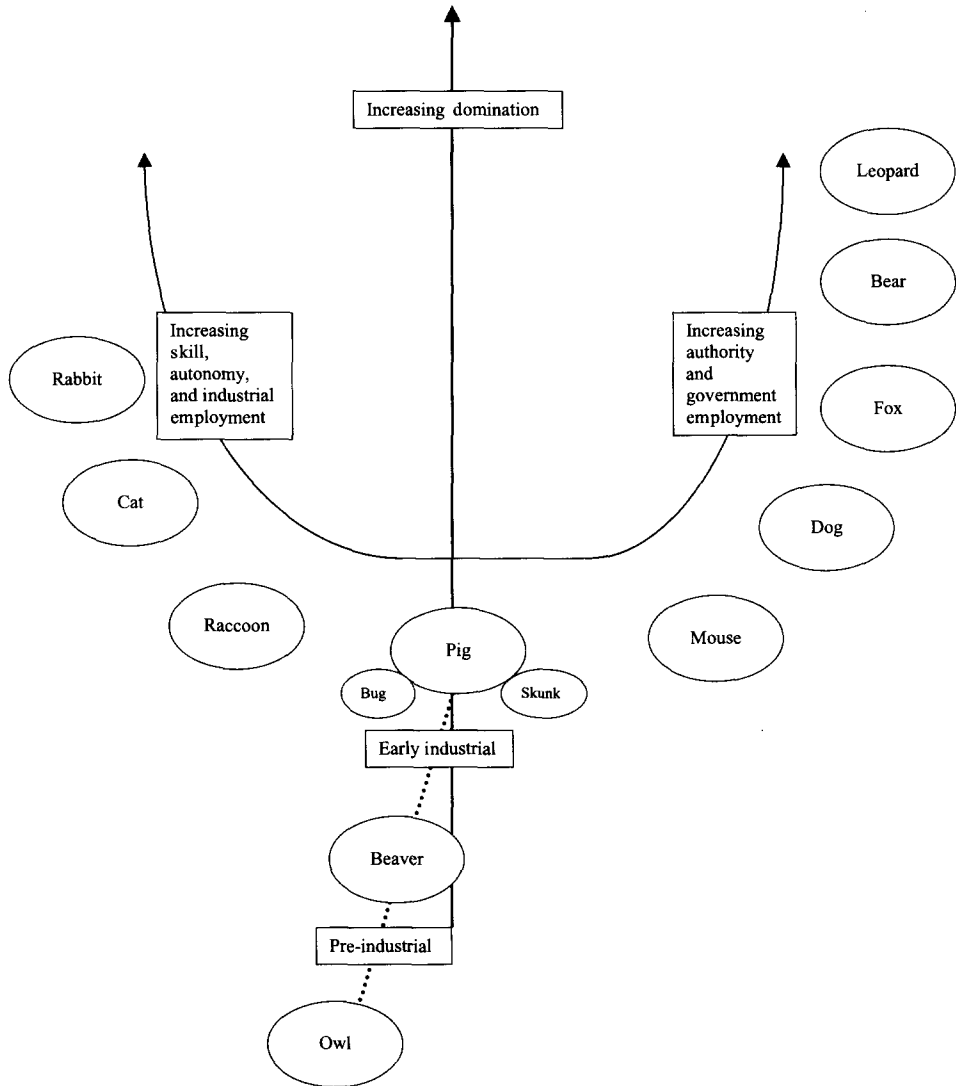 Increasing domination
Leopard
Bear
Increasing
skill,
autonomy,
and industrial
employment
Increasing
authority
and
government
employment
Rabbit
Fox
Cat
Dog
Raccoon
Pig
Mouse
Bug
Skunk
Early industrial
Beaver
Pre-industrial
Owl